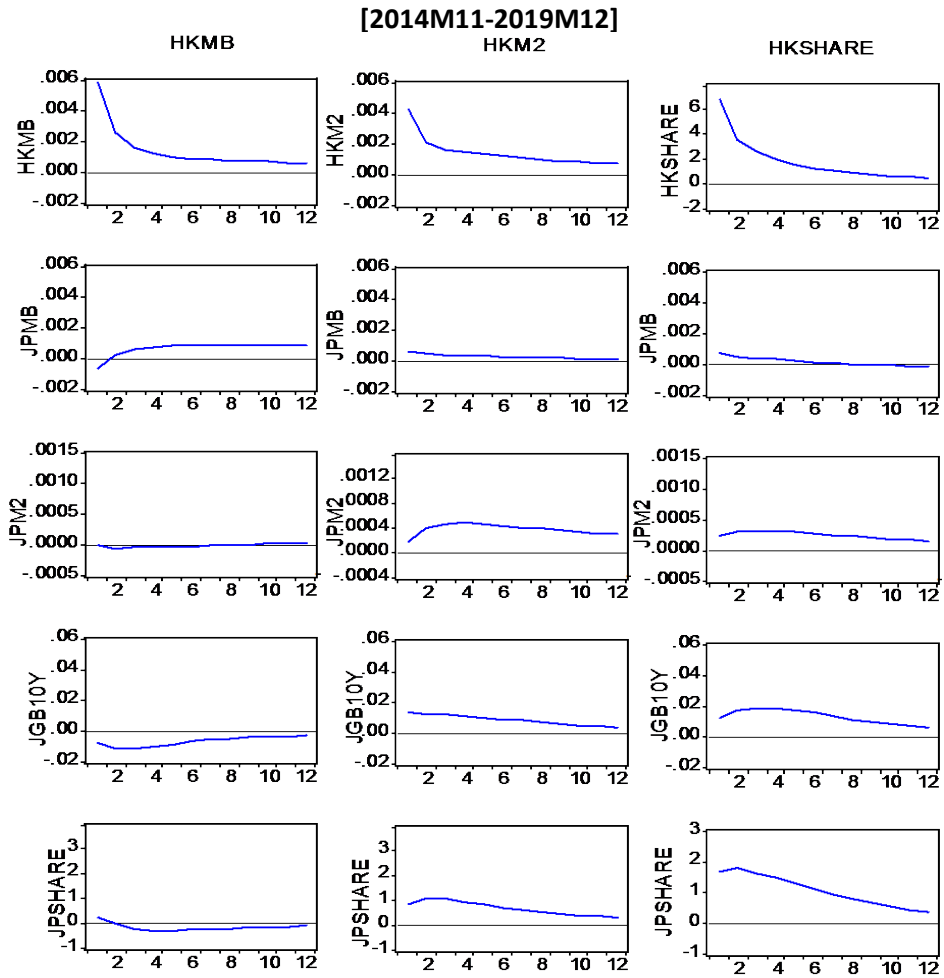 [2014M11-2019M12]
HKMB HKM2 HKSHARE
HKMB
.006
.004
.002
.000
-.002
2 4 6 8 10 12
HKM2
.006
.004
.002
.000
-.002
2 4 6 8 10 12
HKSHARE
6
4
2
0
-2
2 4 6 8 10 12
JPMB
.006
.004
.002
.000
-.002
2 4 6 8 10 12
JPMB
.006
.004
.002
.000
-.002
2 4 6 8 10 12
JPMB
.006
.004
.002
.000
-.002
2 4 6 8 10 12
JPM2
.0015
.0010
.0005
.0000
-.0005
2 4 6 8 10 12
JPM2
.0012
.0008
.0004
.0000
-.0004
2 4 6 8 10 12
JPM2
.0015
.0010
.0005
.0000
-.0005
2 4 6 8 10 12
JGB10Y
.06
.04
.02
.00
-.02
2 4 6 8 10 12
JGB10Y
.06
.04
.02
.00
-.02
2 4 6 8 10 12
JGB10Y
.06
.04
.02
.00
-.02
2 4 6 8 10 12
JPSHARE
3
2
1
0
-1
2 4 6 8 10 12
JPSHARE
3
2
1
0
-1
2 4 6 8 10 12
JPSHARE
3
2
1
0
-1
2 4 6 8 10 12